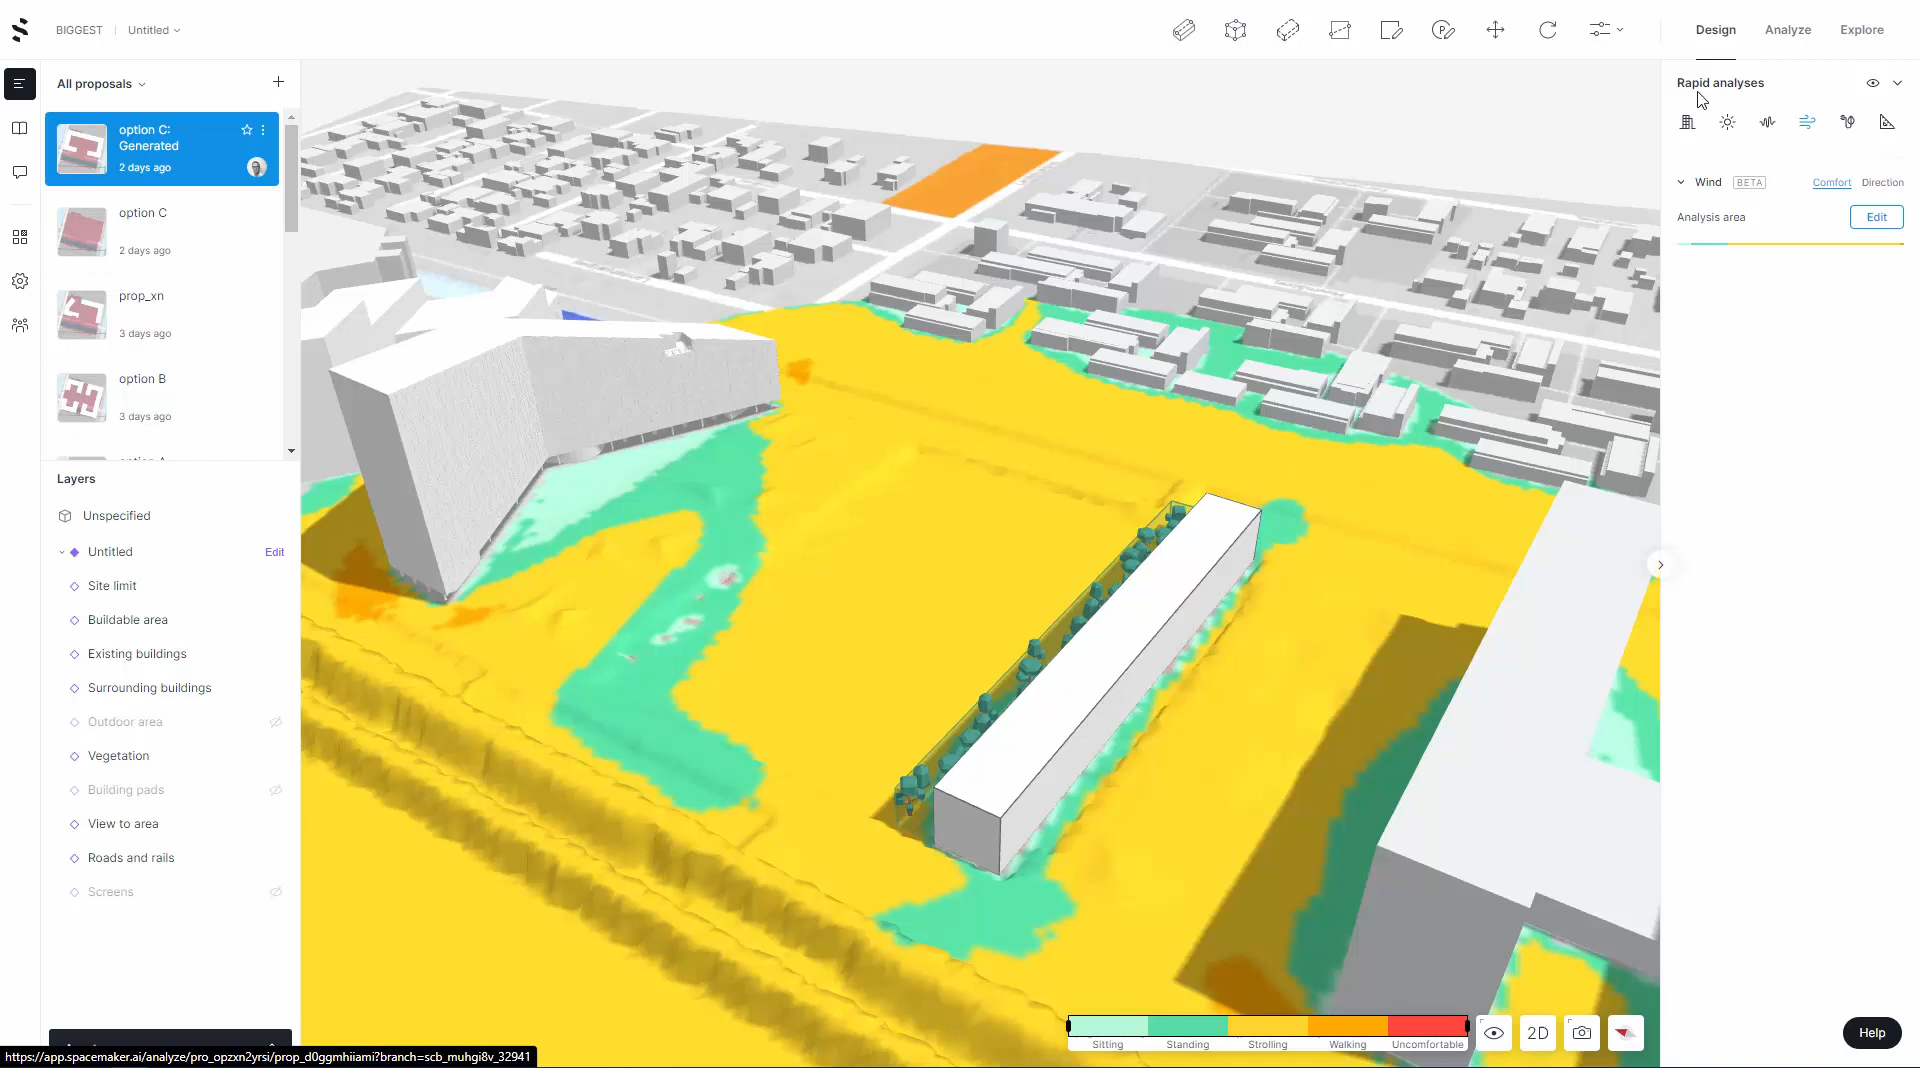 BIGGEST
Untitled
Design
Analyze
Explore
All proposals
option C:
Generated
2 days ago
option C
2 days ago
prop_xn
3 days ago
option B
3 days ago
Layers
Unspecified
Untitled
Edit
Site limit
Buildable area
Existing buildings
Surrounding buildings
Outdoor area
Vegetation
Building pads
View to area
Roads and rails
Screens
Rapid analyses
Wind BETA Comfort Direction
Analysis area Edit
Sitting Standing Strolling Walking Uncomfortable
2D
Help
https://app.spacemaker.ai/analyze/pro_opzxn2yrsi/prop_d0ggmhiiami?branch=scb_muhgi8v_32941